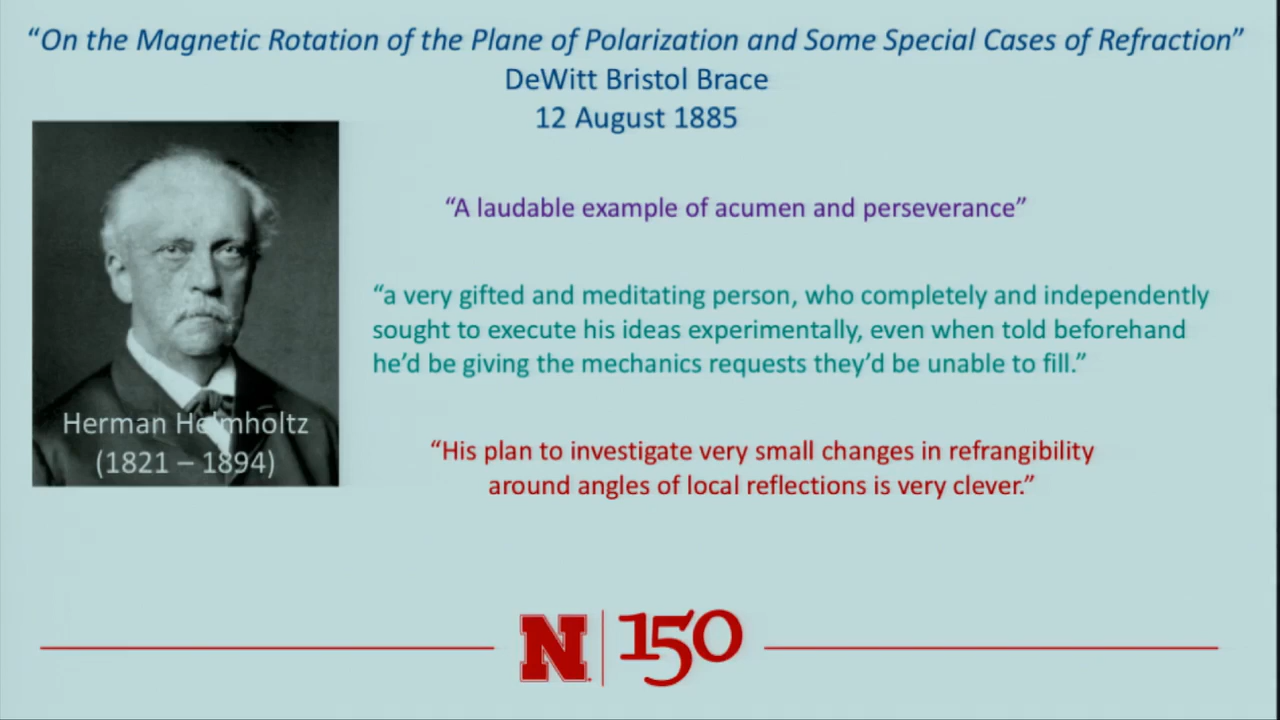 “On the Magnetic Rotation of the Plane of Polarization and Some Special Cases of Refraction”
DeWitt Bristol Brace
12 August 1885
“A laudable example of acumen and perseverance”
“a very gifted and meditating person, who completely and independently
sought to execute his ideas experimentally, even when told beforehand
he’d be giving the mechanics requests they’d be unable to fill.”
Herman Helmholtz
(1821 – 1894)
“His plan to investigate very small changes in refrangibility
around angles of local reflections is very clever.”
N 150